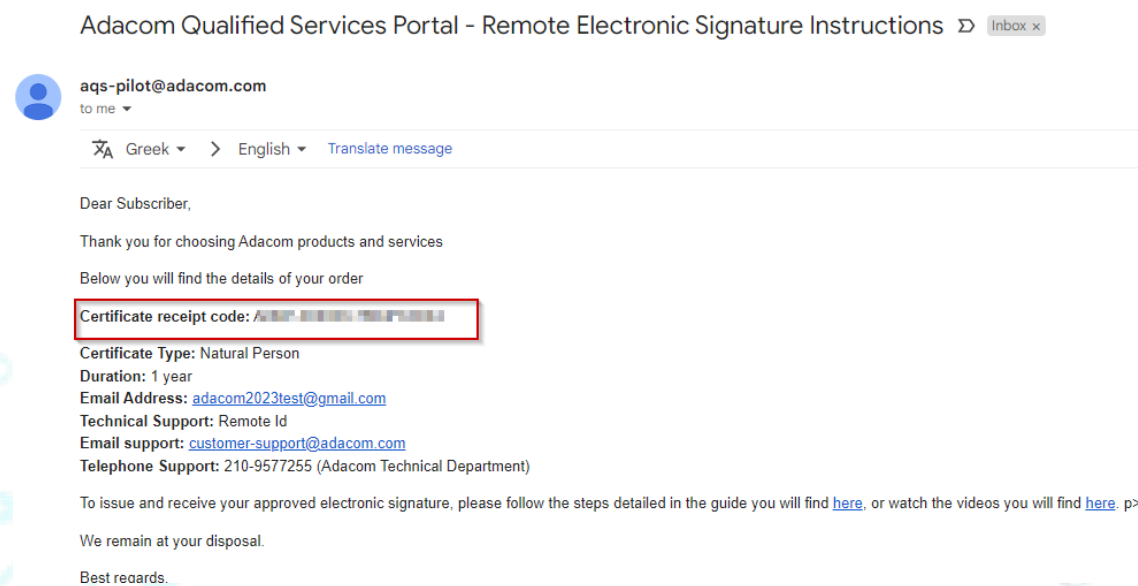 Adacom Qualified Services Portal - Remote Electronic Signature Instructions Inbox ×
aqs-pilot@adacom.com
to me
Greek > English Translate message
Dear Subscriber,
Thank you for choosing Adacom products and services
Below you will find the details of your order
Certificate receipt code:
Certificate Type: Natural Person
Duration: 1 year
Email Address: adacom2023test@gmail.com
Technical Support: Remote Id
Email support: customer-support@adacom.com
Telephone Support: 210-9577255 (Adacom Technical Department)
To issue and receive your approved electronic signature, please follow the steps detailed in the guide you will find here, or watch the videos you will find here. p>
We remain at your disposal.
Best regards.